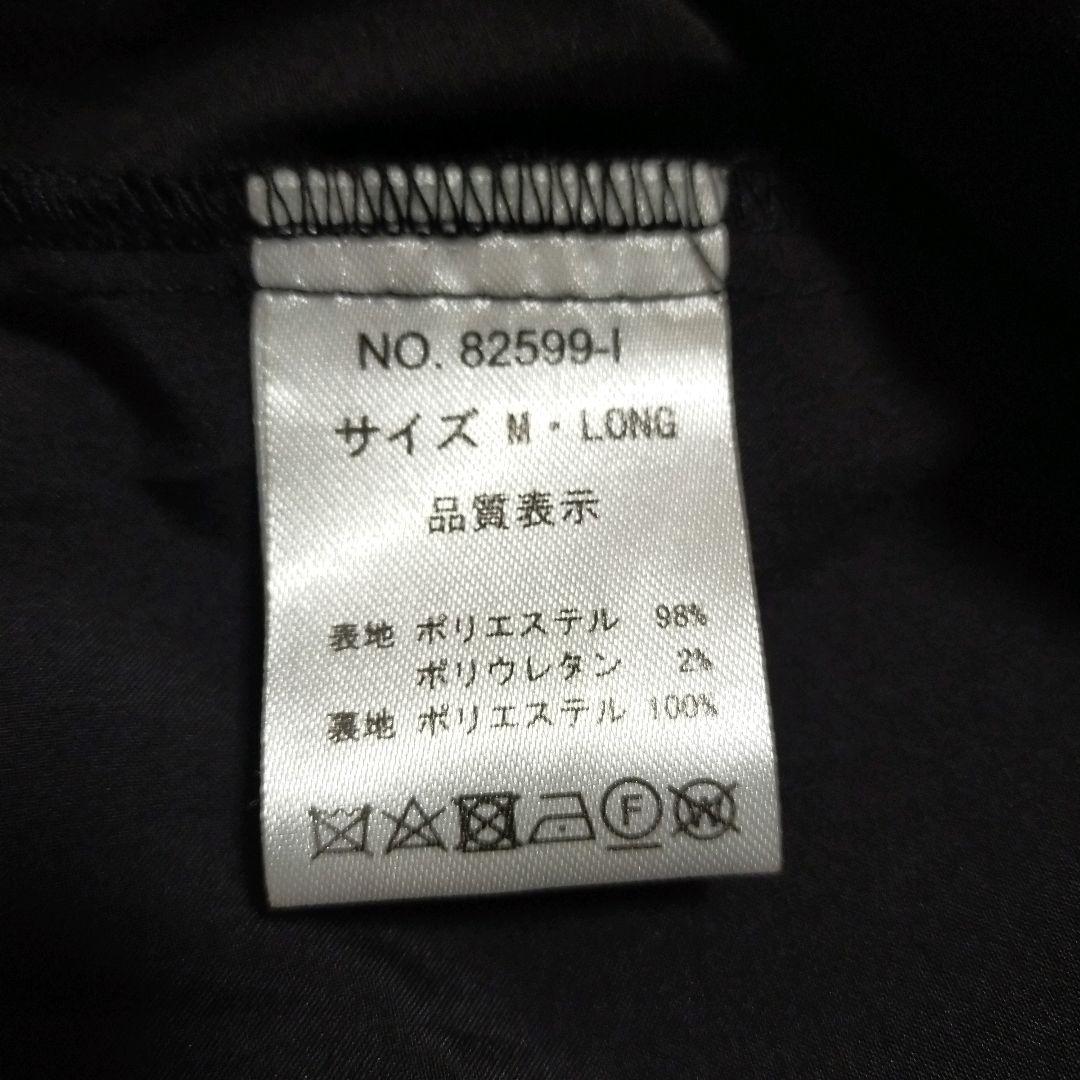 NO. 82599-I
サイズ M・LONG
品質表示
表地 ポリエステル 98%
ポリウレタン 2%
裏地 ポリエステル 100%
F W